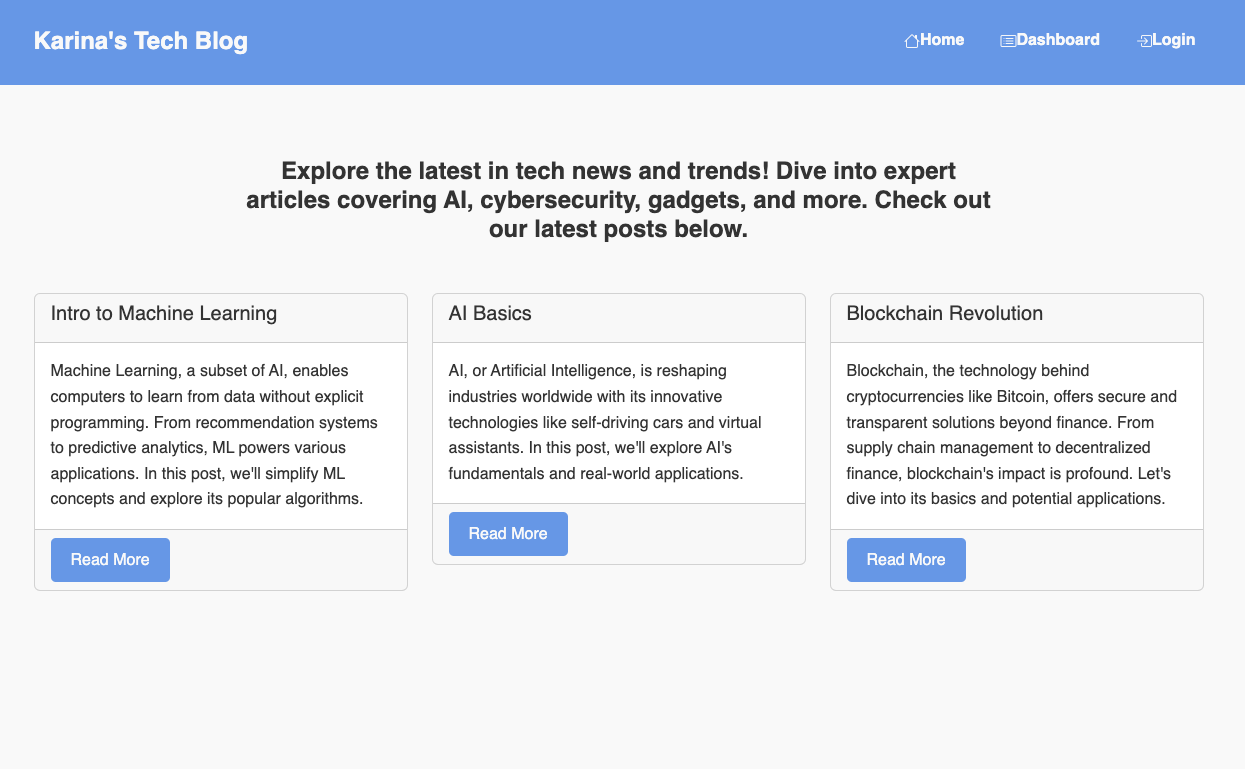 Karina's Tech Blog
Home
Dashboard
Login
Explore the latest in tech news and trends! Dive into expert
articles covering AI, cybersecurity, gadgets, and more. Check out
our latest posts below.
Intro to Machine Learning
Machine Learning, a subset of AI, enables
computers to learn from data without explicit
programming. From recommendation systems
to predictive analytics, ML powers various
applications. In this post, we'll simplify ML
concepts and explore its popular algorithms.
Read More
AI Basics
AI, or Artificial Intelligence, is reshaping
industries worldwide with its innovative
technologies like self-driving cars and virtual
assistants. In this post, we'll explore AI's
fundamentals and real-world applications.
Read More
Blockchain Revolution
Blockchain, the technology behind
cryptocurrencies like Bitcoin, offers secure and
transparent solutions beyond finance. From
supply chain management to decentralized
finance, blockchain's impact is profound. Let's
dive into its basics and potential applications.
Read More